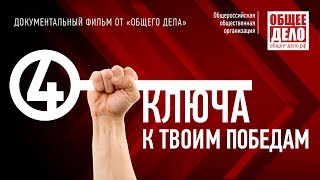 ДОКУМЕНТАЛЬНЫЙ ФИЛЬМ ОТ «ОБЩЕГО ДЕЛА»
Общероссийская
общественная
организация
ОБЩЕЕ
ДЕЛО
общее-дело.рф
4
КЛЮЧА
К ТВОИМ ПОБЕДАМ